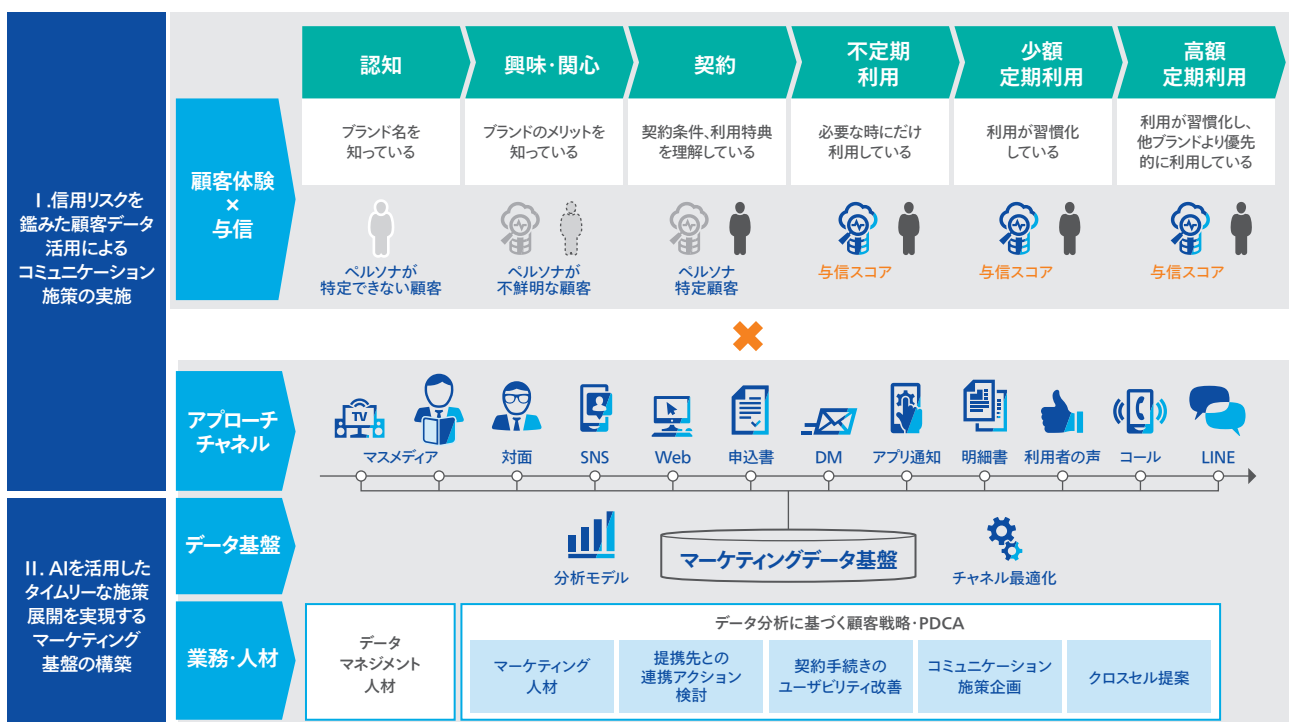 Ⅰ.信用リスクを
鑑みた顧客データ
活用による
コミュニケーション
施策の実施
顧客体験
×
与信
認知
興味・関心
契約
不定期
利用
少額
定期利用
高額
定期利用
ブランド名を
知っている
ブランドのメリットを
知っている
契約条件、利用特典
を理解している
必要な時にだけ
利用している
利用が習慣化
している
利用が習慣化し、
他ブランドより優先
的に利用している
ペルソナが
特定できない顧客
ペルソナが
不鮮明な顧客
ペルソナ
特定顧客
与信スコア
与信スコア
与信スコア
アプローチ
チャネル
TV
マスメディア
対面
SNS
Web
申込書
DM
アプリ通知
明細書
利用者の声
コール
LINE
Ⅱ. AIを活用した
タイムリーな施策
展開を実現する
マーケティング
基盤の構築
データ基盤
分析モデル
マーケティングデータ基盤
チャネル最適化
業務・人材
データ
マネジメント
人材
データ分析に基づく顧客戦略・PDCA
マーケティング
人材
提携先との
連携アクション
検討
契約手続きの
ユーザビリティ改善
コミュニケーション
施策企画
クロスセル提案